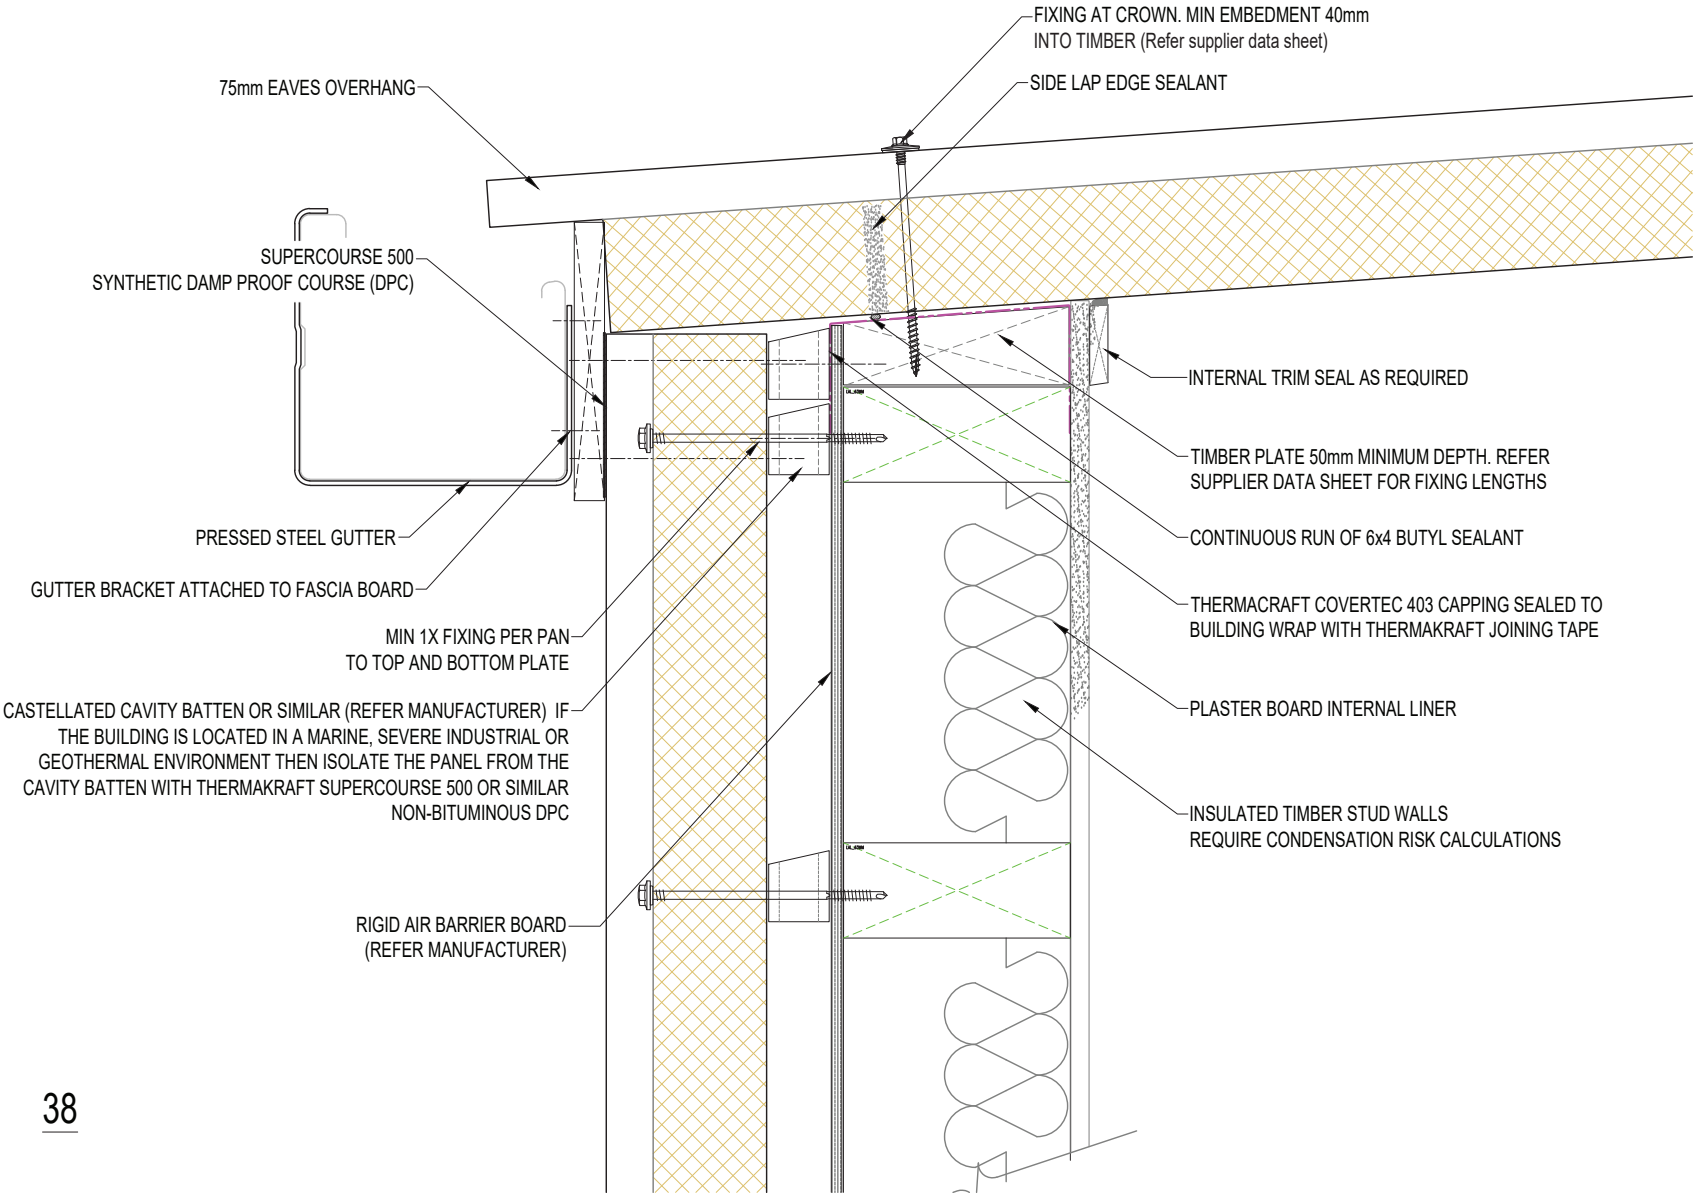 FIXING AT CROWN. MIN EMBEDMENT 40mm
INTO TIMBER (Refer supplier data sheet)
75mm EAVES OVERHANG
SIDE LAP EDGE SEALANT
SUPERCOURSE 500
SYNTHETIC DAMP PROOF COURSE (DPC)
INTERNAL TRIM SEAL AS REQUIRED
TIMBER PLATE 50mm MINIMUM DEPTH. REFER
SUPPLIER DATA SHEET FOR FIXING LENGTHS
PRESSED STEEL GUTTER
CONTINUOUS RUN OF 6x4 BUTYL SEALANT
GUTTER BRACKET ATTACHED TO FASCIA BOARD
THERMACRAFT COVERTEC 403 CAPPING SEALED TO
BUILDING WRAP WITH THERMAKRAFT JOINING TAPE
MIN 1X FIXING PER PAN
TO TOP AND BOTTOM PLATE
CASTELLATED CAVITY BATTEN OR SIMILAR (REFER MANUFACTURER) IF
THE BUILDING IS LOCATED IN A MARINE, SEVERE INDUSTRIAL OR
GEOTHERMAL ENVIRONMENT THEN ISOLATE THE PANEL FROM THE
CAVITY BATTEN WITH THERMAKRAFT SUPERCOURSE 500 OR SIMILAR
NON-BITUMINOUS DPC
PLASTER BOARD INTERNAL LINER
INSULATED TIMBER STUD WALLS
REQUIRE CONDENSATION RISK CALCULATIONS
RIGID AIR BARRIER BOARD
(REFER MANUFACTURER)
38